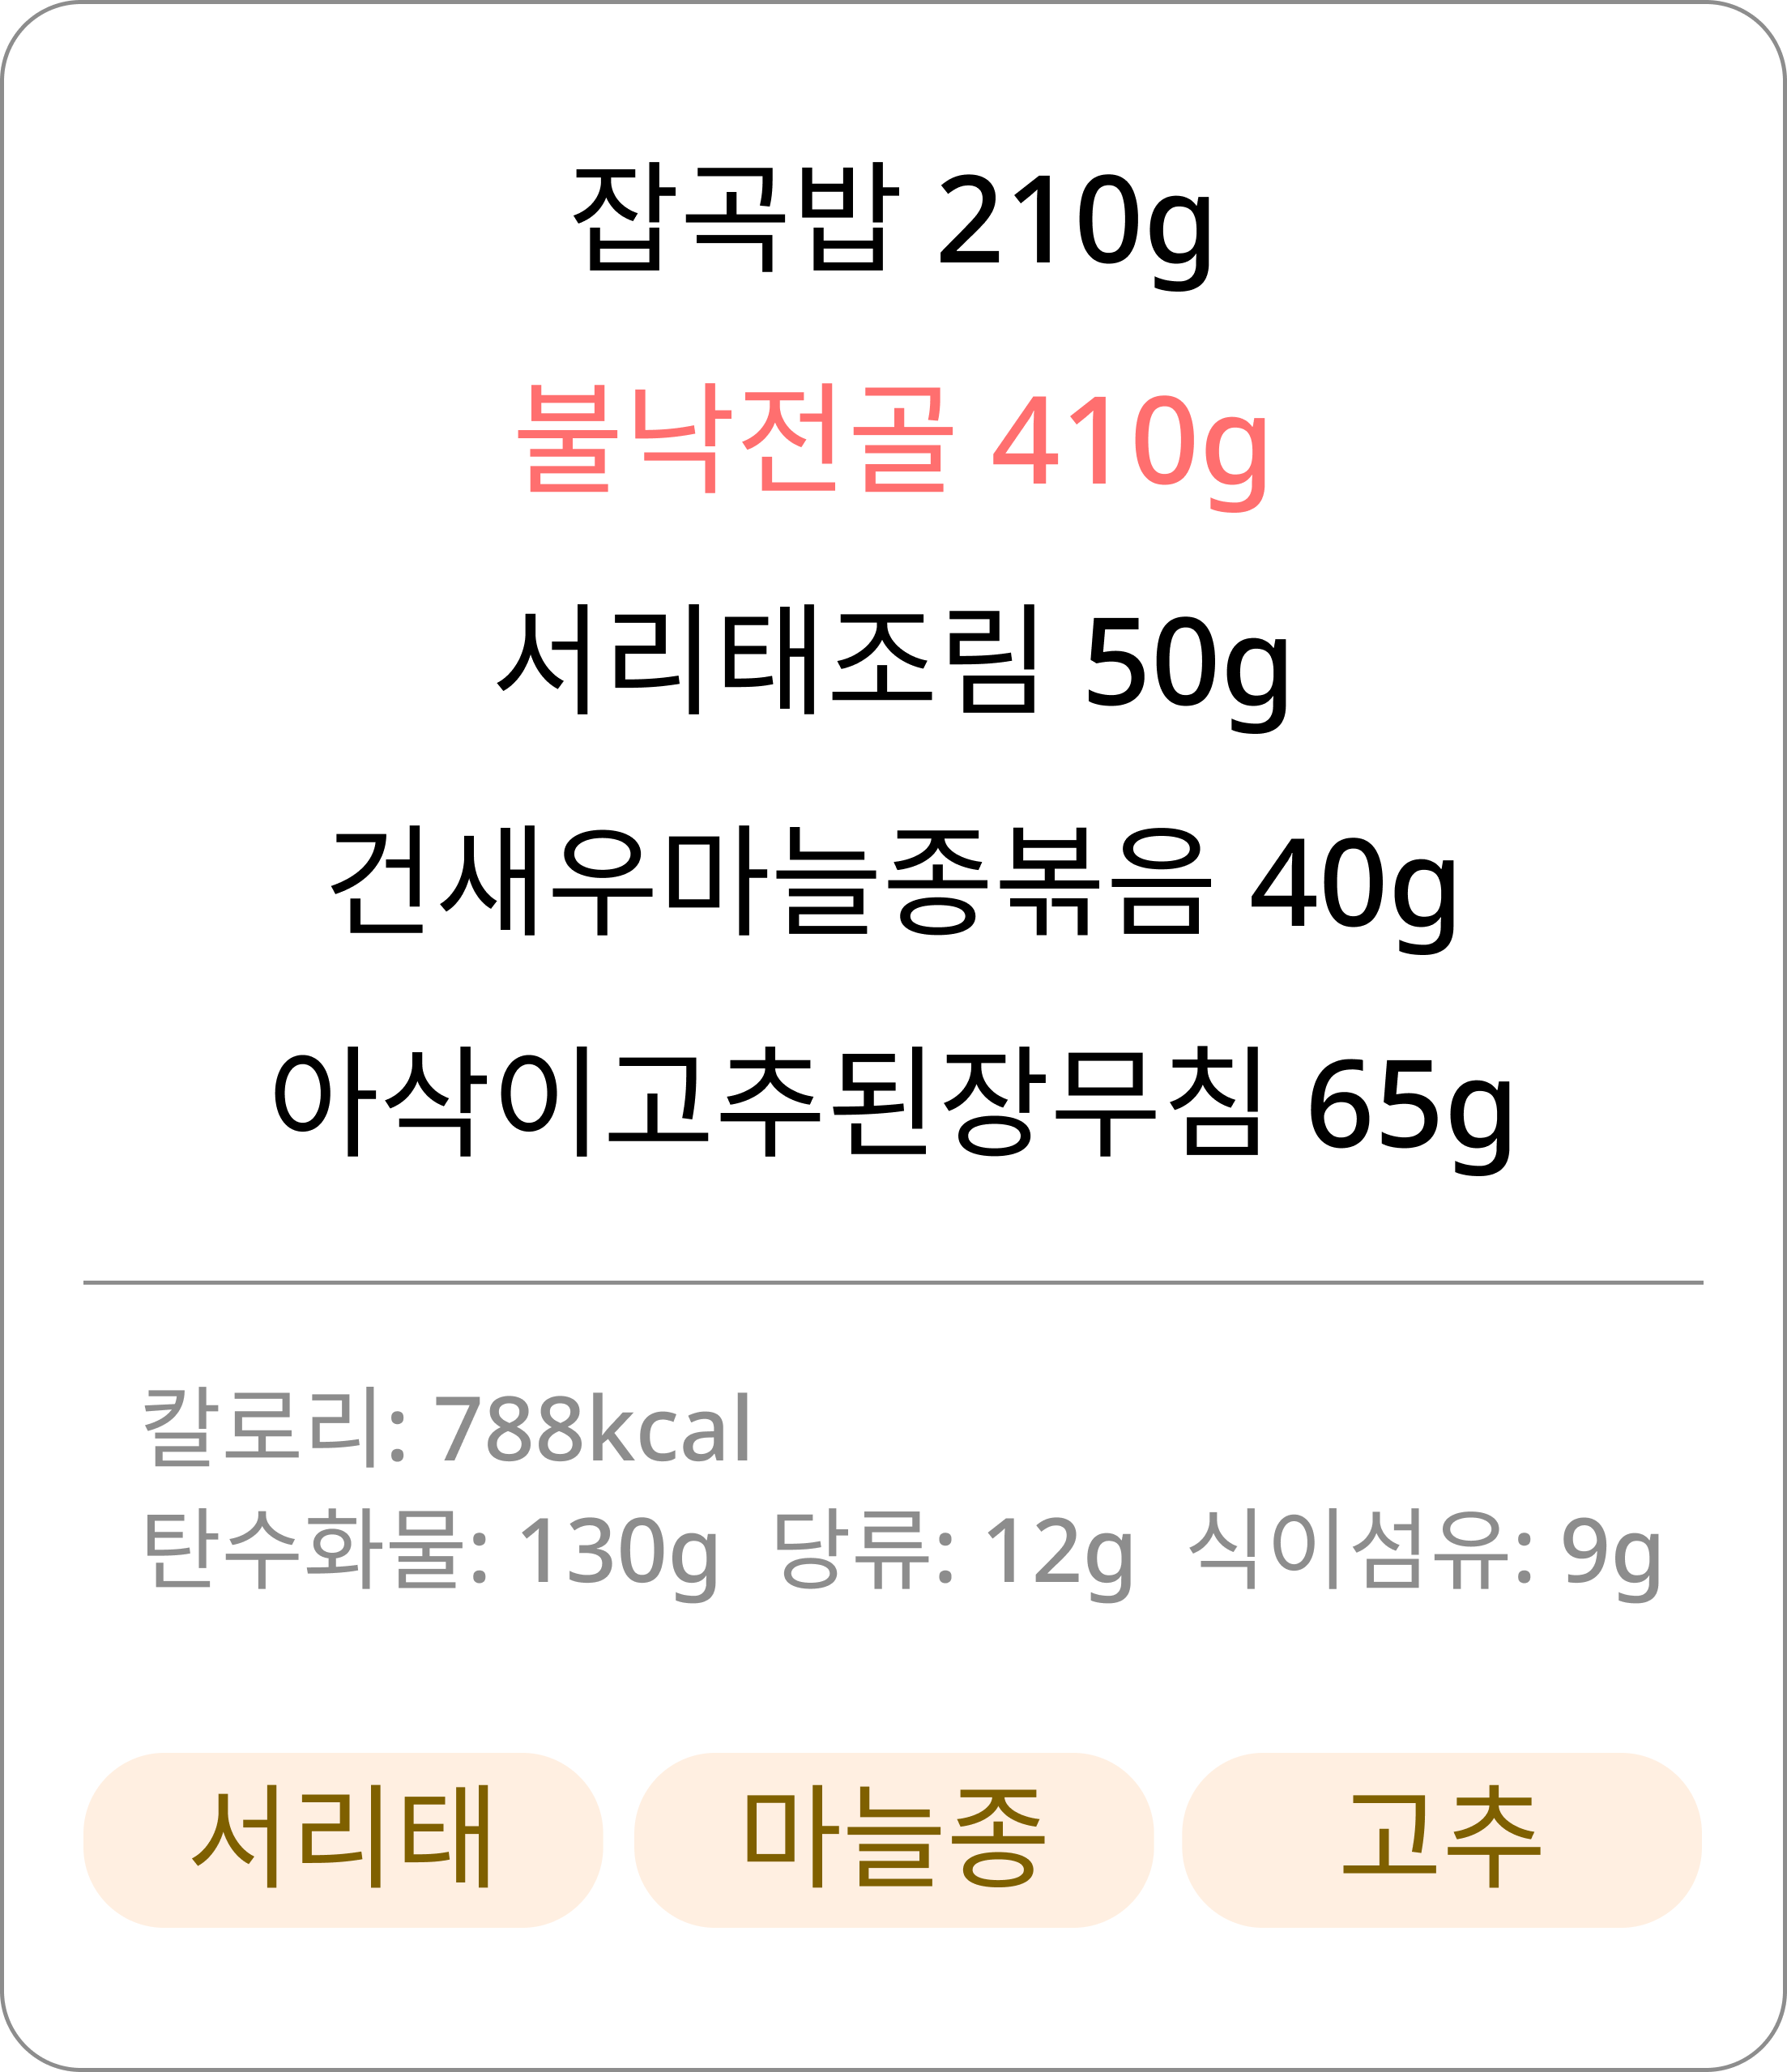 잡곡밥 210g
불낙전골 410g
서리태조림 50g
건새우마늘종볶음 40g
아삭이고추된장무침 65g
칼로리: 788kcal
탄수화물: 130g 당류: 12g 식이섬유: 9g
서리태 마늘종 고추